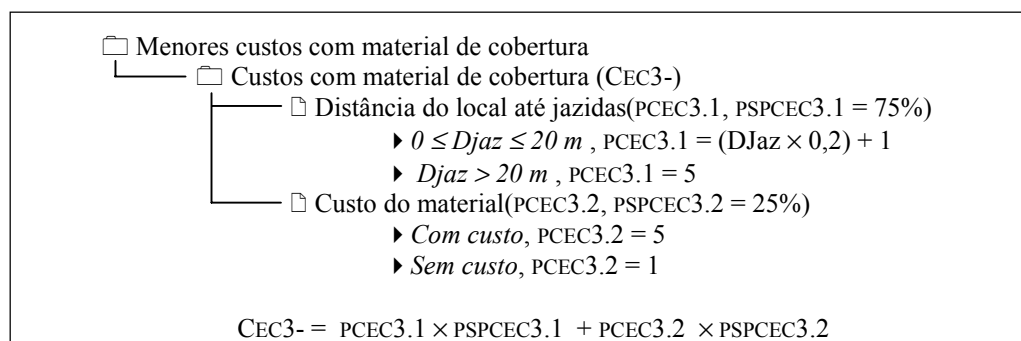 Menores custos com material de cobertura
Custos com material de cobertura (CEC3-)
Distância do local até jazidas(PCEC3.1, PSPCEC3.1 = 75%)
0 ≤ Djaz ≤ 20 m , PCEC3.1 = (DJaz × 0,2) + 1
Djaz > 20 m , PCEC3.1 = 5
Custo do material(PCEC3.2, PSPCEC3.2 = 25%)
Com custo, PCEC3.2 = 5
Sem custo, PCEC3.2 = 1
CEC3- = PCEC3.1 × PSPCEC3.1 + PCEC3.2 × PSPCEC3.2